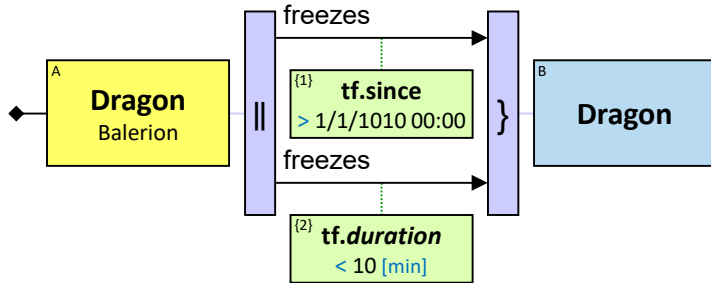 freezes
A
Dragon
Balerion
||
{1}
tf.since
> 1/1/1010 00:00
}
B
Dragon
freezes
{2}
tf.duration
< 10 [min]